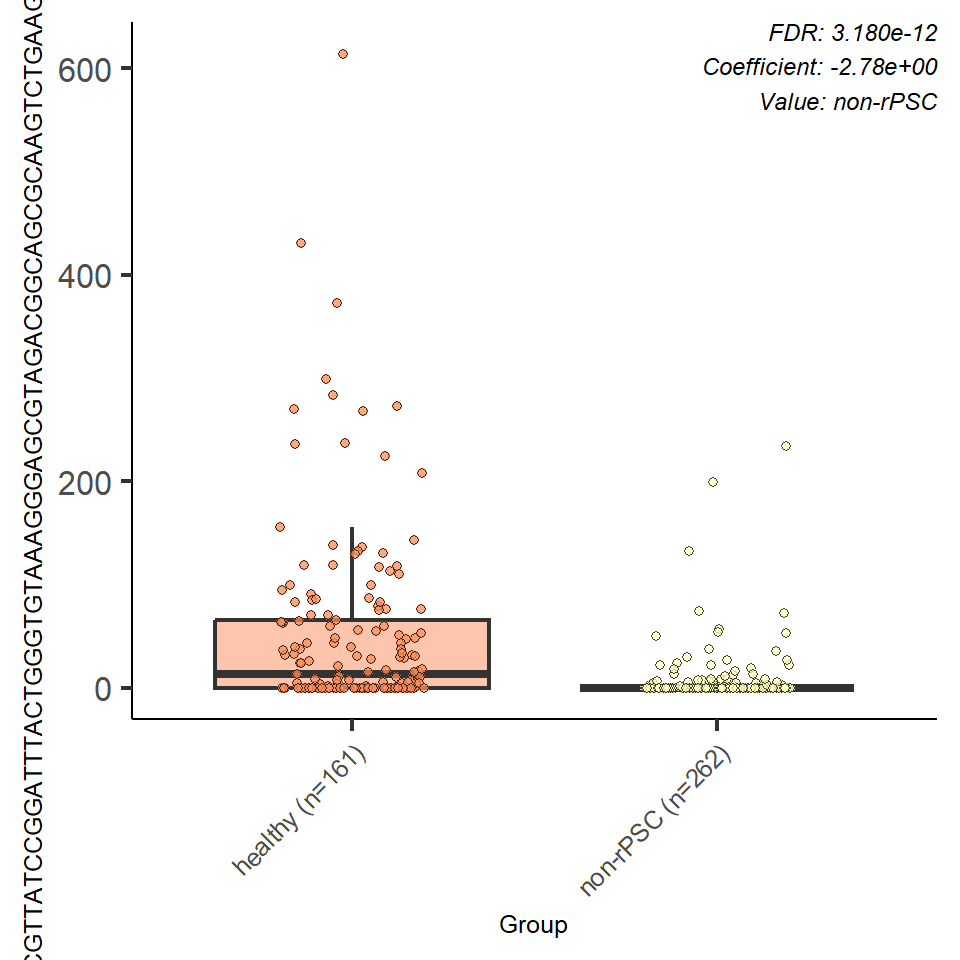 CGTTATCCGGATTTACTGGGTGTAAAGGGAGCGTAGACGGCAGCGCAAGTCTGAAG
FDR: 3.180e-12
Coefficient: -2.78e+00
Value: non-rPSC
600
400
200
0
healthy (n=161)
non-rPSC (n=262)
Group